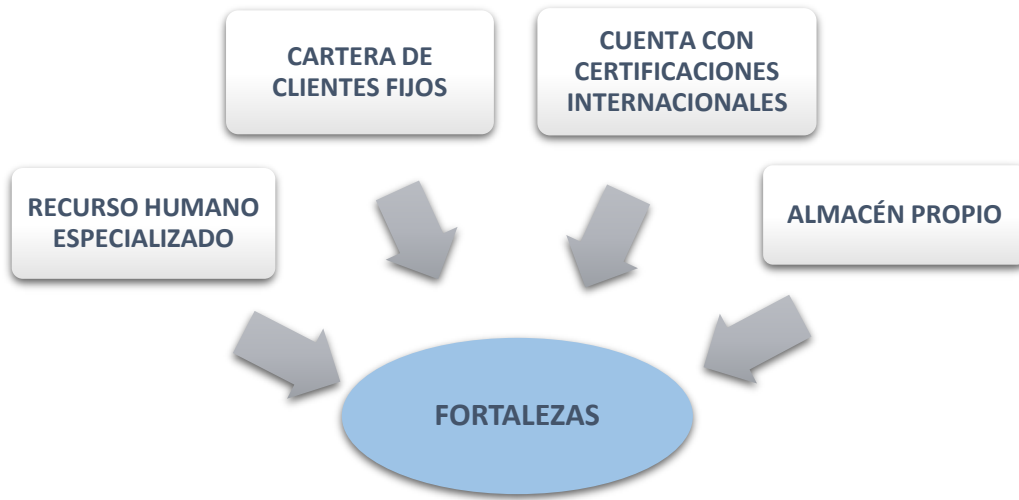 CARTERA DE
CLIENTES FIJOS
CUENTA CON
CERTIFICACIONES
INTERNACIONALES
RECURSO HUMANO
ESPECIALIZADO
ALMACÉN PROPIO
FORTALEZAS